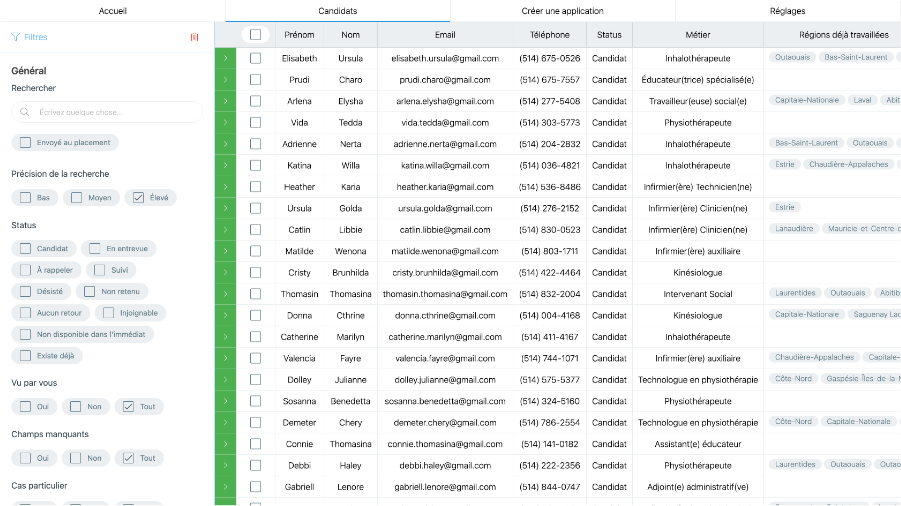 Accueil Candidats Créer une application Réglages
Filtres
Général
Rechercher
Écrivez quelque chose...
Envoyé au placement
Précision de la recherche
Bas Moyen Élevé
Status
Candidat En entrevue
À rappeler Suivi
Désisté Non retenu
Aucun retour Injoignable
Non disponible dans l'immédiat
Existe déjà
Vu par vous
Oui Non Tout
Champs manquants
Oui Non Tout
Cas particulier
Prénom Nom Email Téléphone Status Métier Régions déjà travaillées
Elisabeth Ursula elisabeth.ursula@gmail.com (514) 675-0526 Candidat Inhalothérapeute Outaouais Bas-Saint-Laurent
Prudi Charo prudi.charo@gmail.com (514) 675-7557 Candidat Éducateur(trice) spécialisé(e)
Arlena Elysha arlena.elysha@gmail.com (514) 277-5408 Candidat Travailleur(euse) social(e) Capitale-Nationale Laval Abit
Vida Tedda vida.tedda@gmail.com (514) 303-5773 Candidat Physiothérapeute
Adrienne Nerta adrienne.nerta@gmail.com (514) 204-2832 Candidat Inhalothérapeute Bas-Saint-Laurent Outaouais
Katina Willa katina.willa@gmail.com (514) 036-4821 Candidat Inhalothérapeute Estrie Chaudière-Appalaches
Heather Karia heather.karia@gmail.com (514) 536-8486 Candidat Infirmier(ère) Technicien(ne)
Ursula Golda ursula.golda@gmail.com (514) 276-2152 Candidat Infirmier(ère) Clinicien(ne) Estrie
Catlin Libbie catlin.libbie@gmail.com (514) 830-0523 Candidat Infirmier(ère) Clinicien(ne) Lanaudière Mauricie-et-Centre-d
Matilde Wenona matilde.wenona@gmail.com (514) 803-1711 Candidat Infirmier(ère) auxiliaire
Cristy Brunhilda cristy.brunhilda@gmail.com (514) 422-4464 Candidat Kinésiologue
Thomasin Thomasina thomasin.thomasina@gmail.com (514) 832-2004 Candidat Intervenant Social Laurentides Outaouais Abitib
Donna Cthrine donna.cthrine@gmail.com (514) 004-4168 Candidat Kinésiologue Capitale-Nationale Saguenay Lac
Catherine Marilyn catherine.marilyn@gmail.com (514) 411-4167 Candidat Inhalothérapeute
Valencia Fayre valencia.fayre@gmail.com (514) 744-1071 Candidat Infirmier(ère) auxiliaire Chaudière-Appalaches Capitale-
Dolley Julianne dolley.julianne@gmail.com (514) 575-5377 Candidat Technologue en physiothérapie Côte-Nord Gaspésie-Îles-de-la-M
Sosanna Benedetta sosanna.benedetta@gmail.com (514) 324-5160 Candidat Physiothérapeute
Demeter Chery demeter.chery@gmail.com (514) 786-2554 Candidat Technologue en physiothérapie Côte-Nord Capitale-Nationale
Connie Thomasina connie.thomasina@gmail.com (514) 141-0182 Candidat Assistant(e) éducateur
Debbi Haley debbi.haley@gmail.com (514) 222-2356 Candidat Physiothérapeute Laurentides Outaouais Outao
Gabriell Lenore gabriell.lenore@gmail.com (514) 844-0747 Candidat Adjoint(e) administratif(ve)